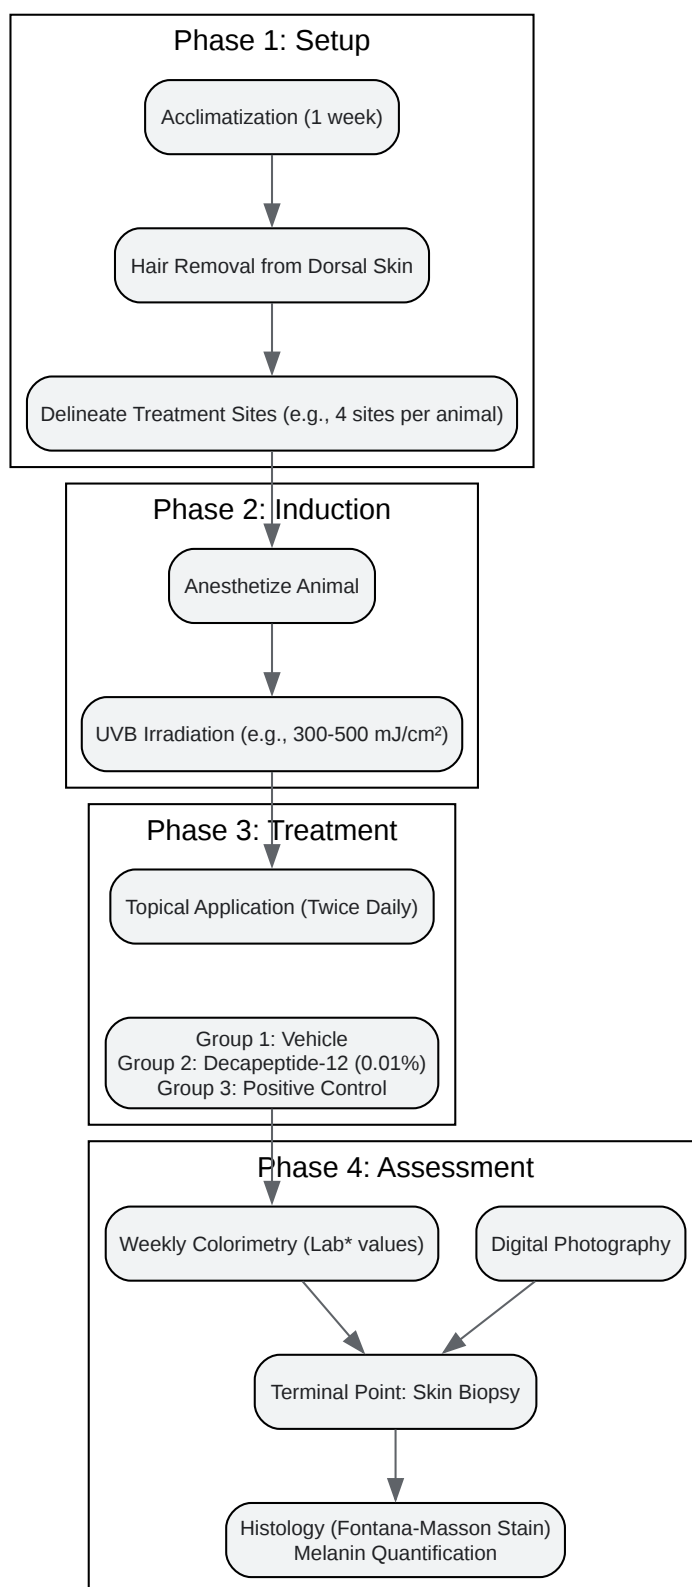 Phase 1: Setup
Acclimatization (1 week)
Hair Removal from Dorsal Skin
Delineate Treatment Sites (e.g., 4 sites per animal)
Phase 2: Induction
Anesthetize Animal
UVB Irradiation (e.g., 300-500 mJ/cm²)
Phase 3: Treatment
Topical Application (Twice Daily)
Group 1: Vehicle
Group 2: Decapeptide-12 (0.01%)
Group 3: Positive Control
Phase 4: Assessment
Weekly Colorimetry (Lab* values)
Digital Photography
Terminal Point: Skin Biopsy
Histology (Fontana-Masson Stain)
Melanin Quantification